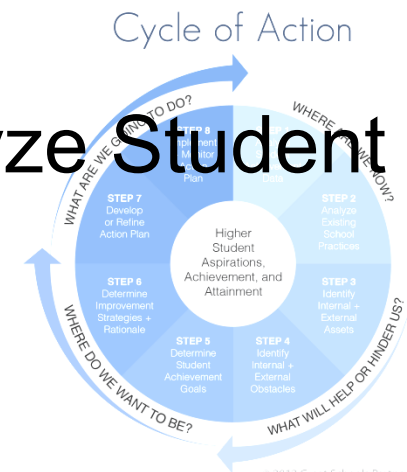 Cycle of Action
yze Student
WHAT ARE WE GOING TO DO?
WHERE ARE WE NOW?
WHAT WILL HELP OR HINDER US?
WHERE DO WE WANT TO BE?
STEP 8
Implement
Monitor
Plan
Data
STEP 2
Analyze
Existing
School
Practices
STEP 3
Identify
Internal +
External
Assets
STEP 4
Identify
Internal +
External
Obstacles
STEP 5
Determine
Student
Achievement
Goals
STEP 6
Determine
Improvement
Strategies +
Rationale
STEP 7
Develop
or Refine
Action Plan
Higher
Student
Aspirations,
Achievement, and
Attainment